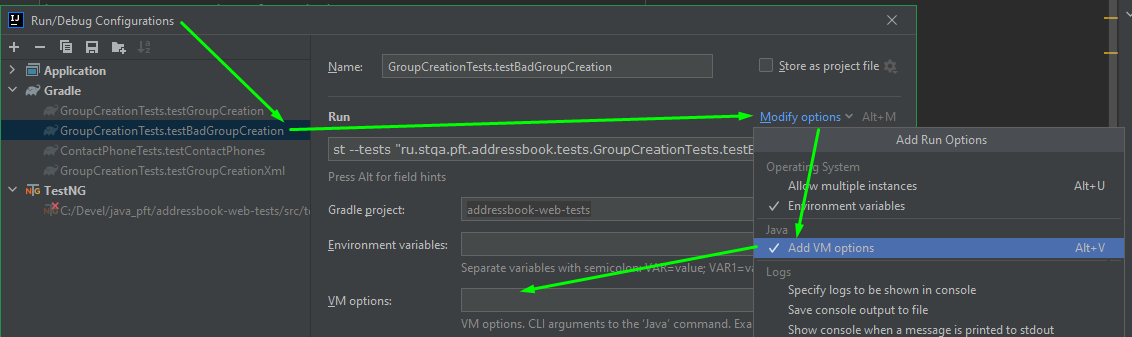 Run/Debug Configurations
Application
Gradle
GroupCreationTests.testGroupCreation
GroupCreationTests.testBadGroupCreation
ContactPhoneTests.testContactPhones
GroupCreationTests.testGroupCreationXml
TestNG
C:/Devel/java_pft/addressbook-web-tests/src/te
Name: GroupCreationTests.testBadGroupCreation
Store as project file
Run
Modify options Alt+M
st --tests "ru.stqa.pft.addressbook.tests.GroupCreationTests.testB
Press Alt for field hints
Gradle project: addressbook-web-tests
Environment variables:
Separate variables with semicolon: VAR=value; VAR1=va
VM options:
VM options. CLI arguments to the 'Java' command. Exa
Add Run Options
Operating System
Allow multiple instances Alt+U
Environment variables
Java
Add VM options Alt+V
Logs
Specify logs to be shown in console
Save console output to file
Show console when a message is printed to stdout